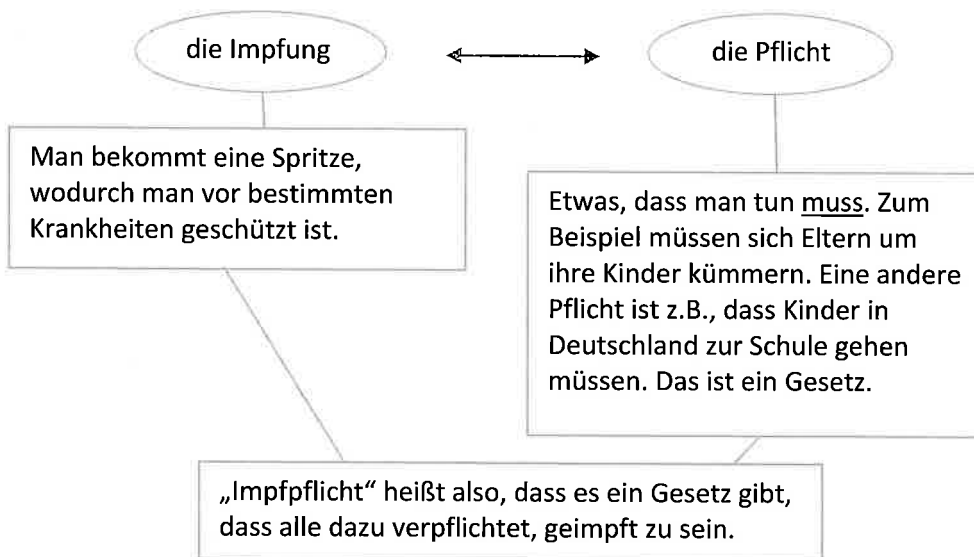 die Impfung
die Pflicht
Man bekommt eine Spritze,
wodurch man vor bestimmten
Krankheiten geschützt ist.
Etwas, dass man tun muss. Zum
Beispiel müssen sich Eltern um
ihre Kinder kümmern. Eine andere
Pflicht ist z.B., dass Kinder in
Deutschland zur Schule gehen
müssen. Das ist ein Gesetz.
„Impfpflicht“ heißt also, dass es ein Gesetz gibt,
dass alle dazu verpflichtet, geimpft zu sein.